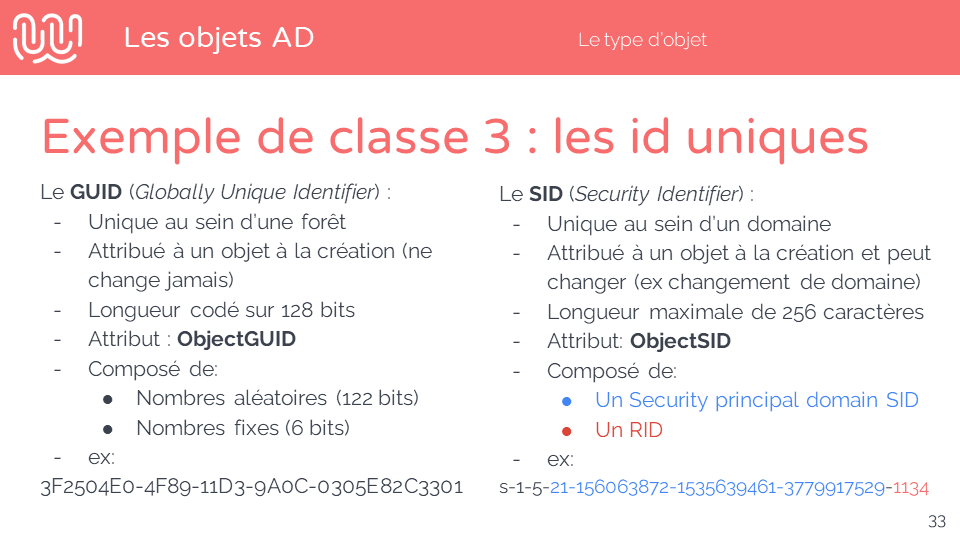 Les objets AD
Le type d'objet
Exemple de classe 3 : les id uniques
Le GUID (Globally Unique Identifier) :
- Unique au sein d'une forêt
- Attribué à un objet à la création (ne
change jamais)
- Longueur codé sur 128 bits
- Attribut : ObjectGUID
- Composé de:
● Nombres aléatoires (122 bits)
● Nombres fixes (6 bits)
- ex:
3F2504E0-4F89-11D3-9A0C-0305E82C3301
Le SID (Security Identifier) :
- Unique au sein d'un domaine
- Attribué à un objet à la création et peut
changer (ex changement de domaine)
- Longueur maximale de 256 caractères
- Attribut: ObjectSID
- Composé de:
● Un Security principal domain SID
● Un RID
- ex:
s-1-5-21-156063872-1535639461-3779917529-1134
33